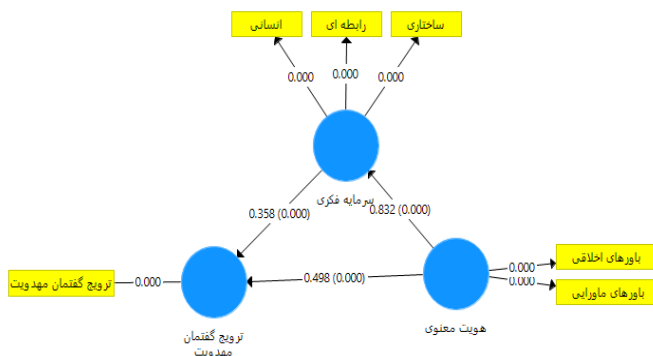 انسانی
رابطه ای
ساختاری
0.000
0.000
0.000
سرمایه فکری
0.358 (0.000)
0.832 (0.000)
باورهای اخلاقی
0.000
ترویج گفتمان مهدویت
0.000
0.498 (0.000)
0.000
باورهای ماورایی
ترویج گفتمان
مهدویت
هویت معنوی